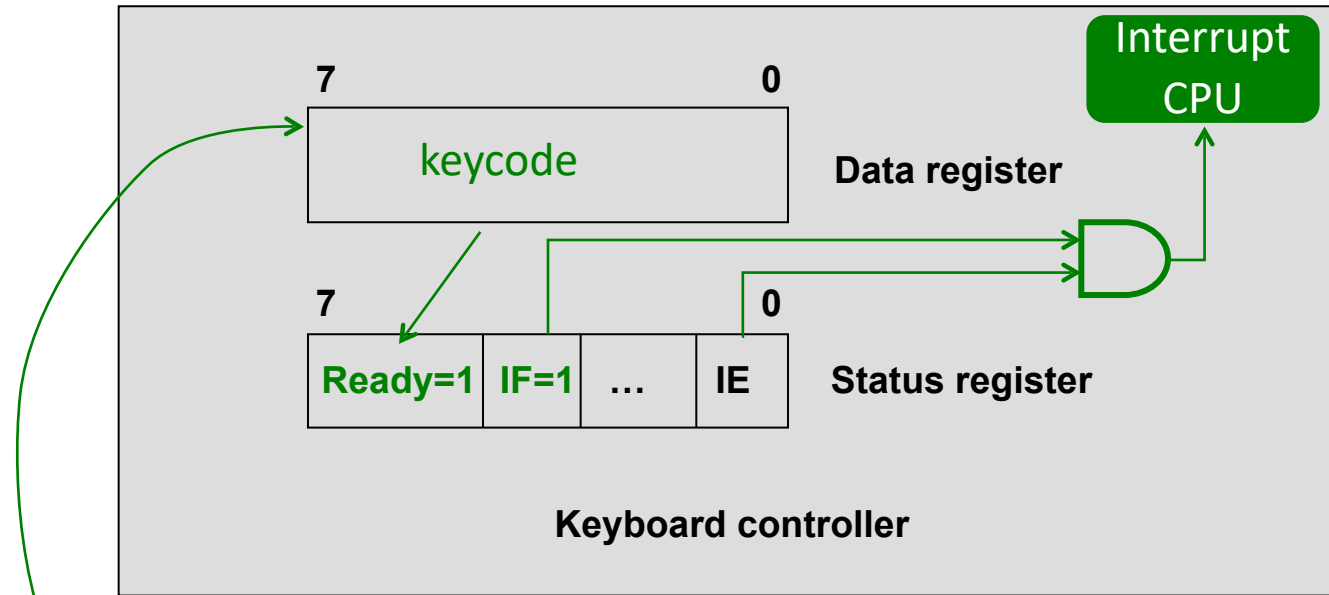 Interrupt
CPU
7 0
keycode
Data register
7 0
Ready=1 IF=1 … IE
Status register
Keyboard controller